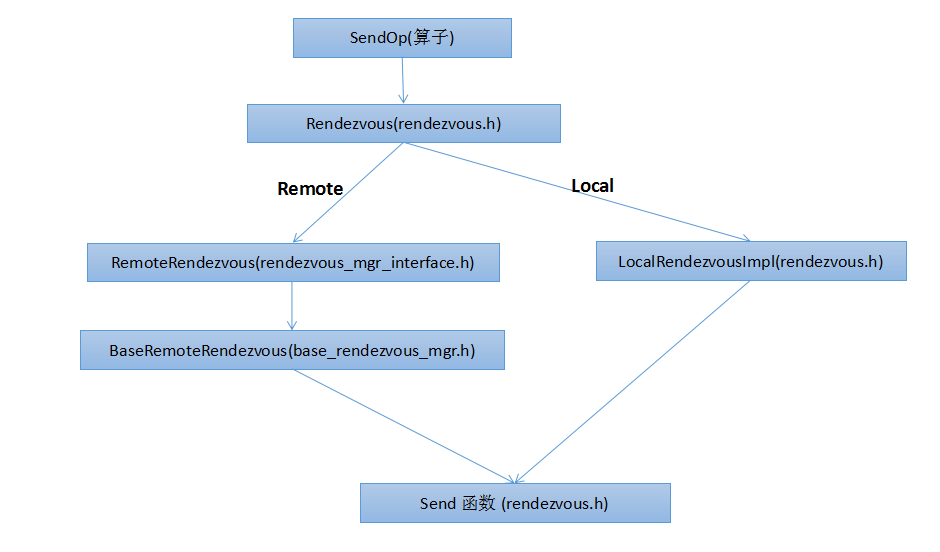 SendOp(算子)
Rendezvous(rendezvous.h)
Remote
Local
RemoteRendezvous(rendezvous_mgr_interface.h)
LocalRendezvousImpl(rendezvous.h)
BaseRemoteRendezvous(base_rendezvous_mgr.h)
Send 函数 (rendezvous.h)